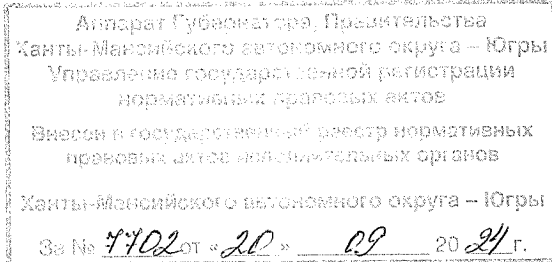 Аппарат Губернатора, Правительства
Ханты-Мансийского автономного округа – Югры
Управление государственной регистрации
нормативных правовых актов
Внесен в государственный реестр нормативных
правовых актов исполнительных органов
Ханты-Мансийского автономного округа – Югры
За № 7702 от «20» 09 2024 г.